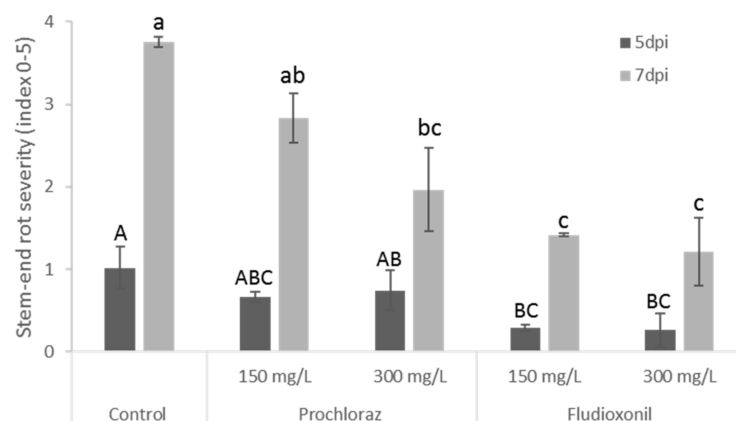 Stem-end rot severity (index 0-5)
4
3
2
1
0
5dpi
7dpi
A
a
ABC
ab
AB
bc
BC
c
BC
c
150 mg/L
300 mg/L
150 mg/L
300 mg/L
Control
Prochloraz
Fludioxonil